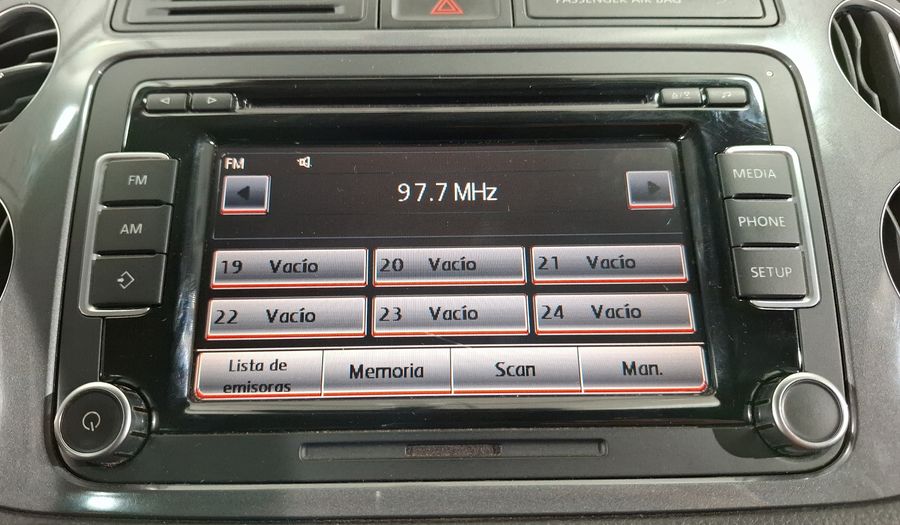 PASSENGER AIR BAG
FM
AM
MEDIA
PHONE
SETUP
FM
97.7 MHz
19 Vacío
20 Vacío
21 Vacío
22 Vacío
23 Vacío
24 Vacío
Lista de
emisoras
Memoria
Scan
Man.